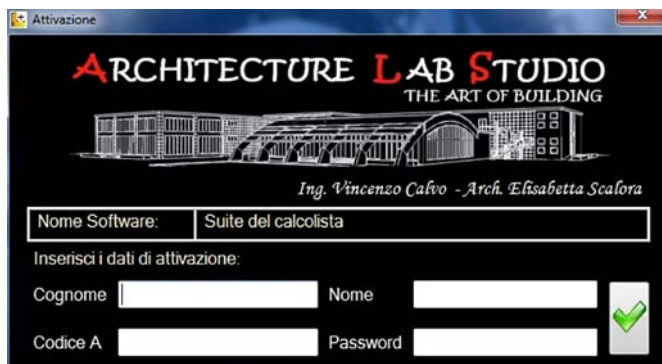 Attivazione
ARCHITECTURE LAB STUDIO
THE ART OF BUILDING
Ing. Vincenzo Calvo - Arch. Elisabetta Scalora
Nome Software: Suite del calcolista
Inserisci i dati di attivazione:
Cognome Nome
Codice A Password